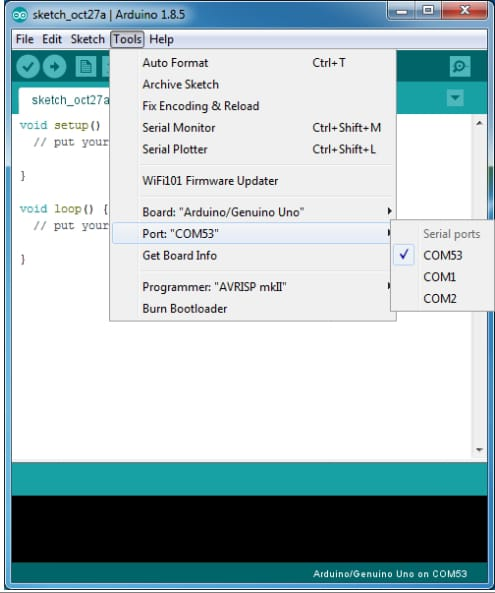 sketch_oct27a | Arduino 1.8.5
File Edit Sketch Tools Help
sketch_oct27a
void setup()
// put your
}
void loop() {
// put your
}
Auto Format Ctrl+T
Archive Sketch
Fix Encoding & Reload
Serial Monitor Ctrl+Shift+M
Serial Plotter Ctrl+Shift+L
WiFi101 Firmware Updater
Board: "Arduino/Genuino Uno"
Port: "COM53"
Get Board Info
Programmer: "AVRISP mkII"
Burn Bootloader
Serial ports
COM53
COM1
COM2
Arduino/Genuino Uno on COM53